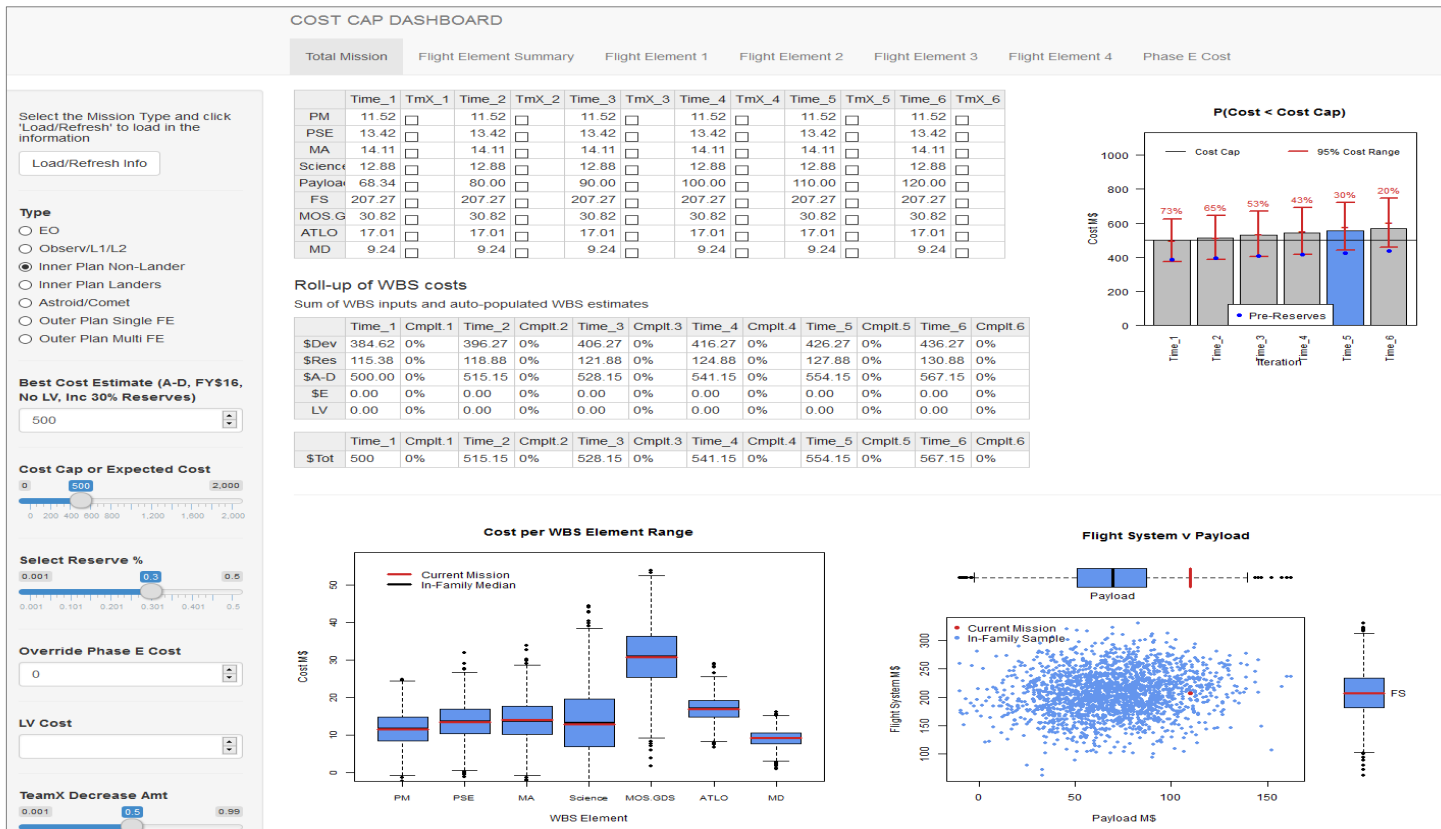 COST CAP DASHBOARD
Total Mission Flight Element Summary Flight Element 1 Flight Element 2 Flight Element 3 Flight Element 4 Phase E Cost
Select the Mission Type and click
'Load/Refresh' to load in the
information
Load/Refresh Info
Type
EO
Observ/L1/L2
Inner Plan Non-Lander
Inner Plan Landers
Astroid/Comet
Outer Plan Single FE
Outer Plan Multi FE
Best Cost Estimate (A-D, FY$16,
No LV, Inc 30% Reserves)
500
Cost Cap or Expected Cost
0 500 2,000
0 200 400 600 800 1,200 1,600 2,000
Select Reserve %
0.001 0.3 0.5
0.001 0.101 0.201 0.301 0.401 0.5
Override Phase E Cost
0
LV Cost
TeamX Decrease Amt
0.001 0.5 0.99
Time_1 TmX_1 Time_2 TmX_2 Time_3 TmX_3 Time_4 TmX_4 Time_5 TmX_5 Time_6 TmX_6
PM 11.52 11.52 11.52 11.52 11.52 11.52
PSE 13.42 13.42 13.42 13.42 13.42 13.42
MA 14.11 14.11 14.11 14.11 14.11 14.11
Science 12.88 12.88 12.88 12.88 12.88 12.88
Payloa 68.34 80.00 90.00 100.00 110.00 120.00
FS 207.27 207.27 207.27 207.27 207.27 207.27
MOS.G 30.82 30.82 30.82 30.82 30.82 30.82
ATLO 17.01 17.01 17.01 17.01 17.01 17.01
MD 9.24 9.24 9.24 9.24 9.24 9.24
Roll-up of WBS costs
Sum of WBS inputs and auto-populated WBS estimates
Time_1 Cmplt.1 Time_2 Cmplt.2 Time_3 Cmplt.3 Time_4 Cmplt.4 Time_5 Cmplt.5 Time_6 Cmplt.6
$Dev 384.62 0% 396.27 0% 406.27 0% 416.27 0% 426.27 0% 436.27 0%
$Res 115.38 0% 118.88 0% 121.88 0% 124.88 0% 127.88 0% 130.88 0%
$A-D 500.00 0% 515.15 0% 528.15 0% 541.15 0% 554.15 0% 567.15 0%
$E 0.00 0% 0.00 0% 0.00 0% 0.00 0% 0.00 0% 0.00 0%
LV 0.00 0% 0.00 0% 0.00 0% 0.00 0% 0.00 0% 0.00 0%
Time_1 Cmplt.1 Time_2 Cmplt.2 Time_3 Cmplt.3 Time_4 Cmplt.4 Time_5 Cmplt.5 Time_6 Cmplt.6
$Tot 500 0% 515.15 0% 528.15 0% 541.15 0% 554.15 0% 567.15 0%
P(Cost < Cost Cap)
Cost Cap 95% Cost Range
Cost M$
1000
800
600
400
200
0
73% 65% 53% 43% 30% 20%
Pre-Reserves
Time_1 Time_2 Time_3 Time_4 Time_5 Time_6
Iteration
Cost per WBS Element Range
Current Mission
In-Family Median
Cost M$
50
40
30
20
10
0
PM PSE MA Science MOS.GDS ATLO MD
WBS Element
Flight System v Payload
Payload
Current Mission
In-Family Sample
Flight System M$
300
250
200
150
100
FS
0 50 100 150
Payload M$